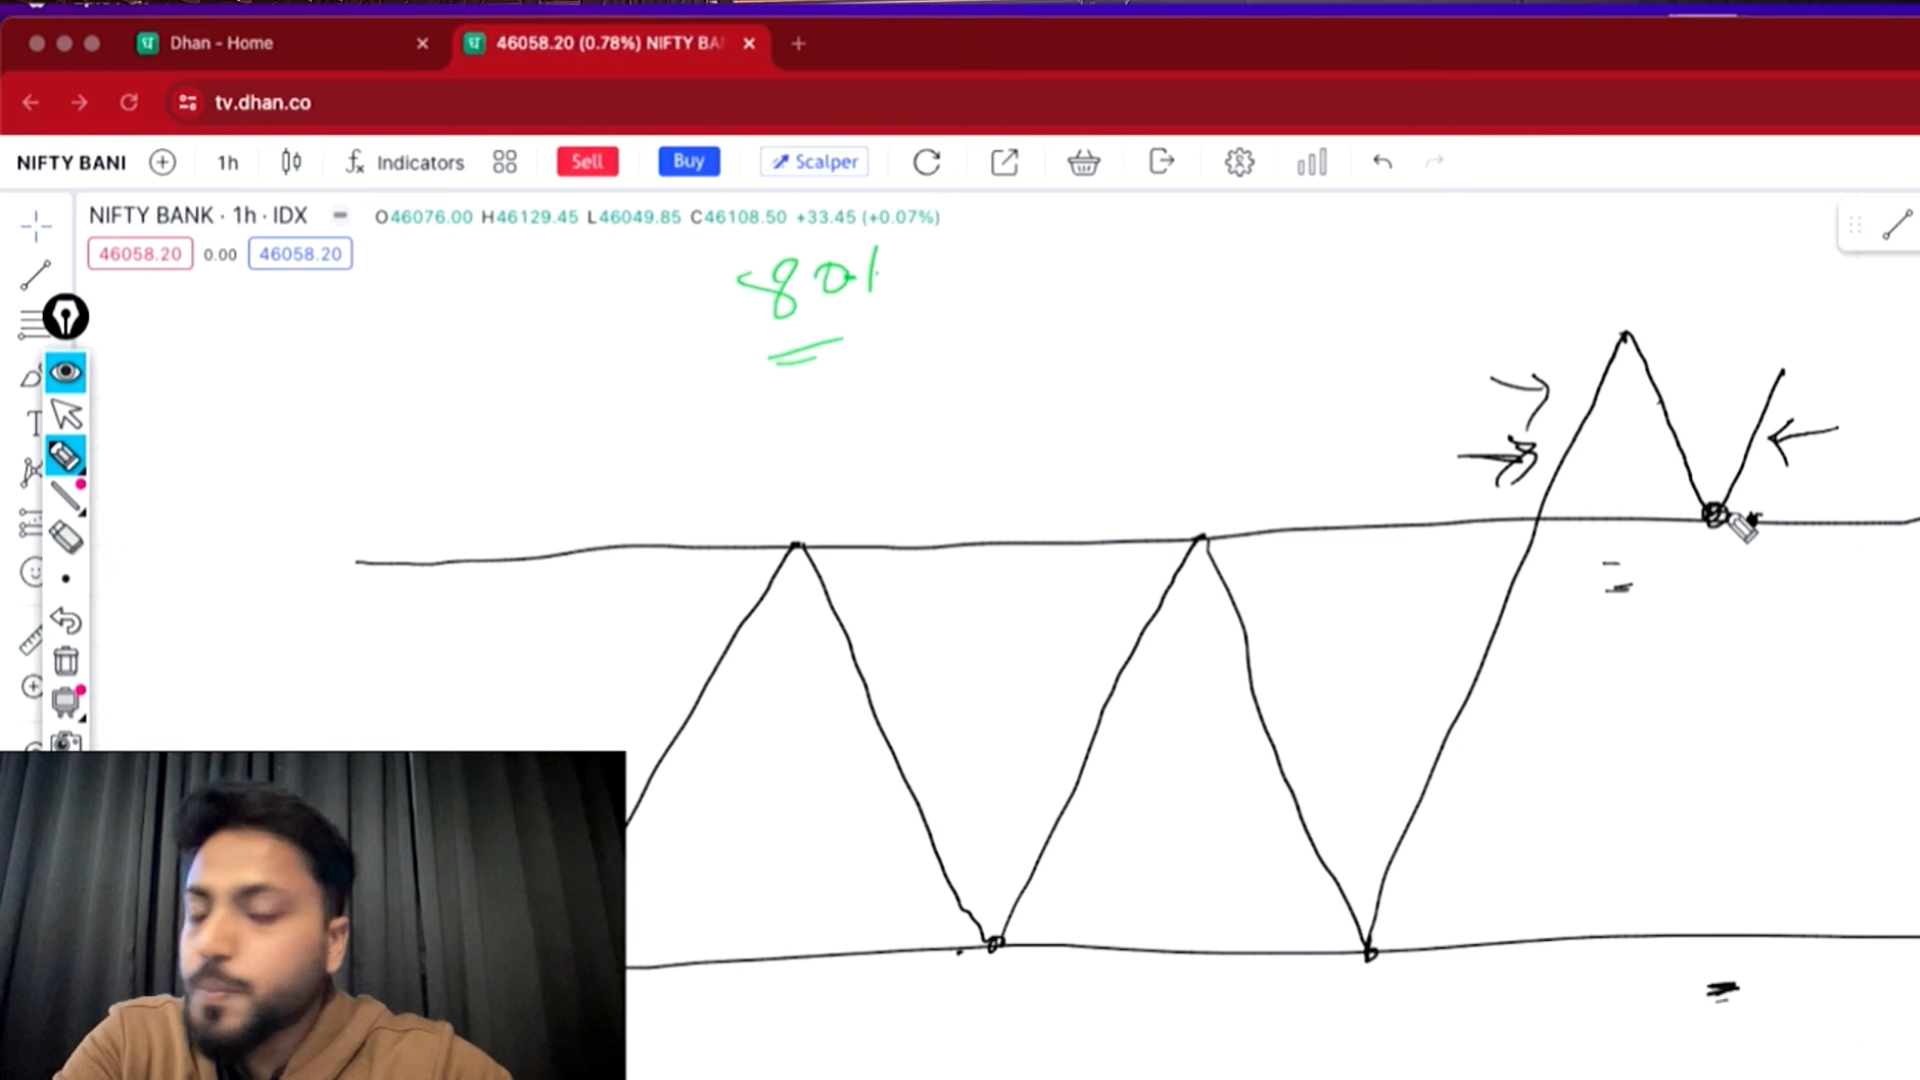 Dhan - Home
46058.20 (0.78%) NIFTY BA
tv.dhan.co
NIFTY BANI 1h Indicators Sell Buy Scalper
NIFTY BANK · 1h · IDX O46076.00 H46129.45 L46049.85 C46108.50 +33.45 (+0.07%)
46058.20 0.00 46058.20